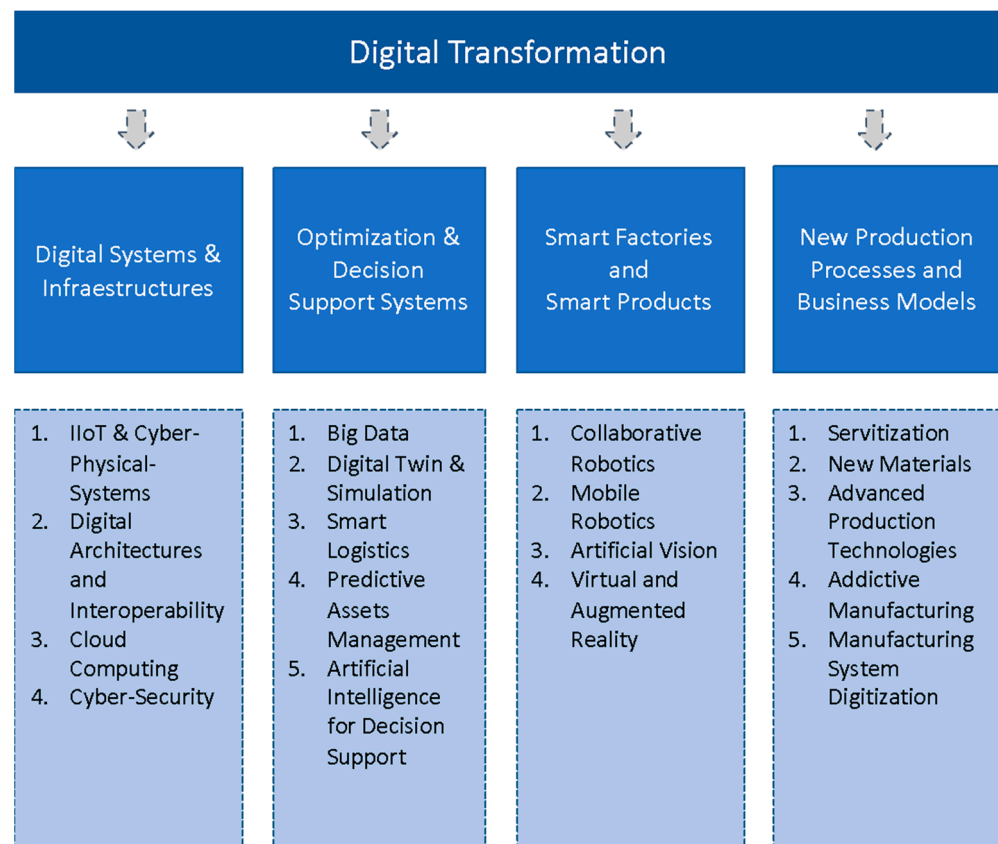 Digital Transformation
Digital Systems &
Infraestructures
Optimization &
Decision
Support Systems
Smart Factories
and
Smart Products
New Production
Processes and
Business Models
1. IIoT & Cyber-
Physical-
Systems
2. Digital
Architectures
and
Interoperability
3. Cloud
Computing
4. Cyber-Security
1. Big Data
2. Digital Twin &
Simulation
3. Smart
Logistics
4. Predictive
Assets
Management
5. Artificial
Intelligence
for Decision
Support
1. Collaborative
Robotics
2. Mobile
Robotics
3. Artificial Vision
4. Virtual and
Augmented
Reality
1. Servitization
2. New Materials
3. Advanced
Production
Technologies
4. Addictive
Manufacturing
5. Manufacturing
System
Digitization